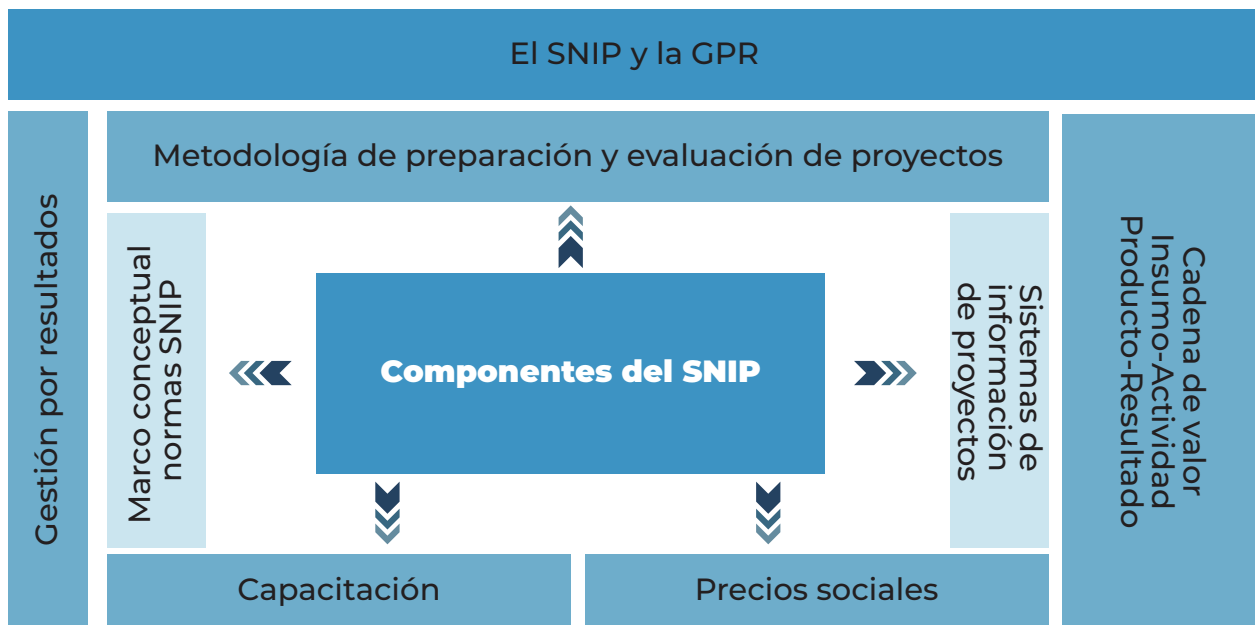 El SNIP y la GPR
Metodología de preparación y evaluación de proyectos
Gestión por resultados
Marco conceptual
normas SNIP
Componentes del SNIP
Sistemas de
información
de proyectos
Cadena de valor
Insumo-Actividad
Producto-Resultado
Capacitación
Precios sociales